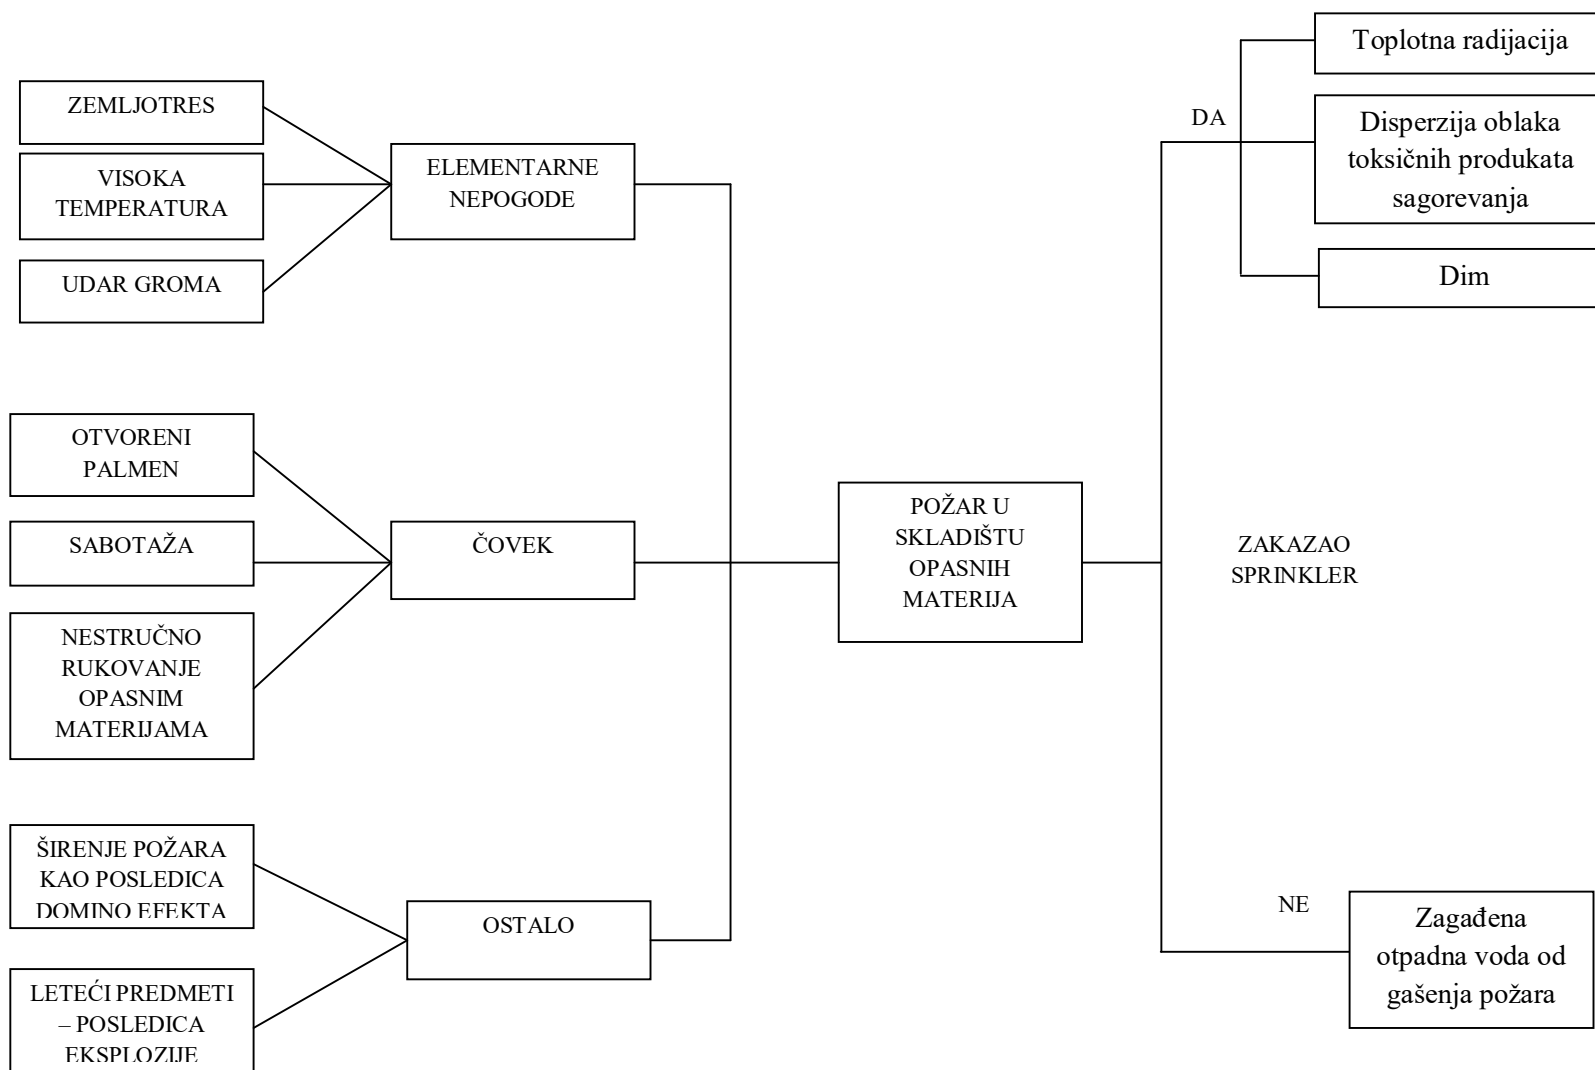 ZEMLJOTRES
VISOKA
TEMPERATURA
UDAR GROMA
ELEMENTARNE
NEPOGODE
OTVORENI
PALMEN
SABOTAŽA
NESTRUČNO
RUKOVANJE
OPASNIM
MATERIJAMA
ČOVEK
ŠIRENJE POŽARA
KAO POSLEDICA
DOMINO EFEKTA
LETEĆI PREDMETI
– POSLEDICA
EKSPLOZIJE
OSTALO
POŽAR U
SKLADIŠTU
OPASNIH
MATERIJA
ZAKAZAO
SPRINKLER
DA
Toplotna radijacija
Disperzija oblaka
toksičnih produkata
sagorevanja
Dim
NE
Zagađena
otpadna voda od
gašenja požara